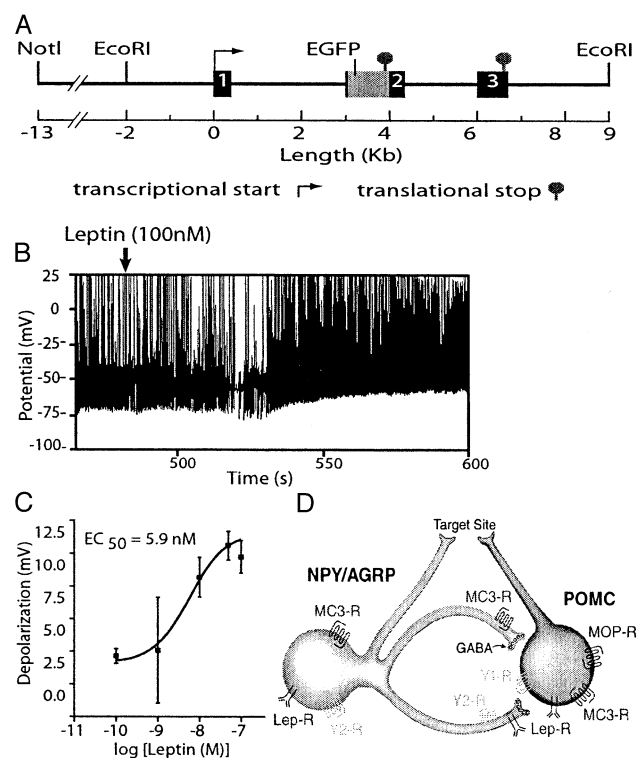 A
NotI EcoRI EGFP EcoRI
1 2 3
-13 -2 0 2 4 6 8 9
Length (Kb)
transcriptional start translational stop
B
Leptin (100nM)
25
0
-25
-50
-75
-100
Potential (mV)
500 550 600
Time (s)
C
EC 50 = 5.9 nM
12.5
10.0
7.5
5.0
2.5
0.0
Depolarization (mV)
-11 -10 -9 -8 -7
log [Leptin (M)]
D
Target Site
NPY/AGRP
POMC
MC3-R
MC3-R
MOP-R
GABA
Y1-R
Y2-R
Lep-R
Y2-R
Lep-R
MC3-R